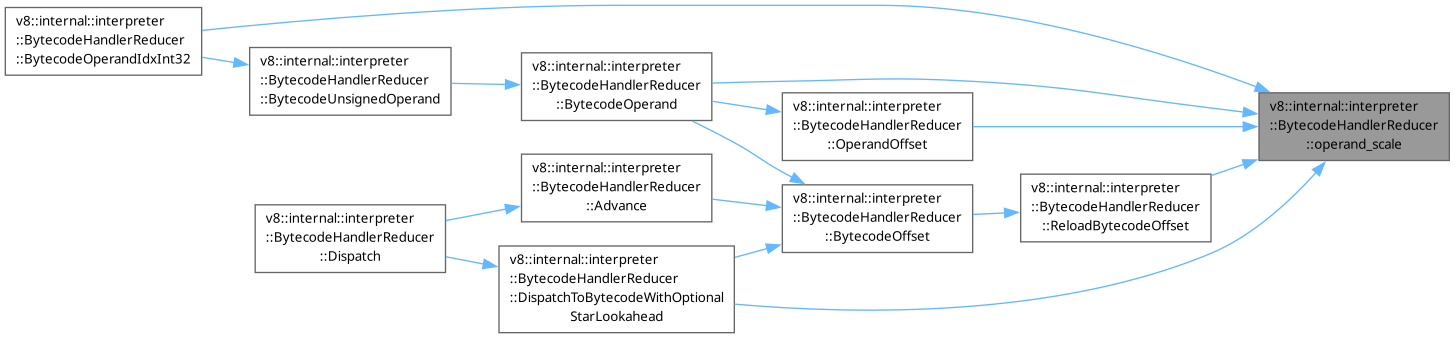 v8::internal::interpreter
::BytecodeHandlerReducer
::BytecodeOperandIdxInt32
v8::internal::interpreter
::BytecodeHandlerReducer
::BytecodeUnsignedOperand
v8::internal::interpreter
::BytecodeHandlerReducer
::BytecodeOperand
v8::internal::interpreter
::BytecodeHandlerReducer
::OperandOffset
v8::internal::interpreter
::BytecodeHandlerReducer
::operand_scale
v8::internal::interpreter
::BytecodeHandlerReducer
::Advance
v8::internal::interpreter
::BytecodeHandlerReducer
::BytecodeOffset
v8::internal::interpreter
::BytecodeHandlerReducer
::ReloadBytecodeOffset
v8::internal::interpreter
::BytecodeHandlerReducer
::Dispatch
v8::internal::interpreter
::BytecodeHandlerReducer
::DispatchToBytecodeWithOptional
StarLookahead